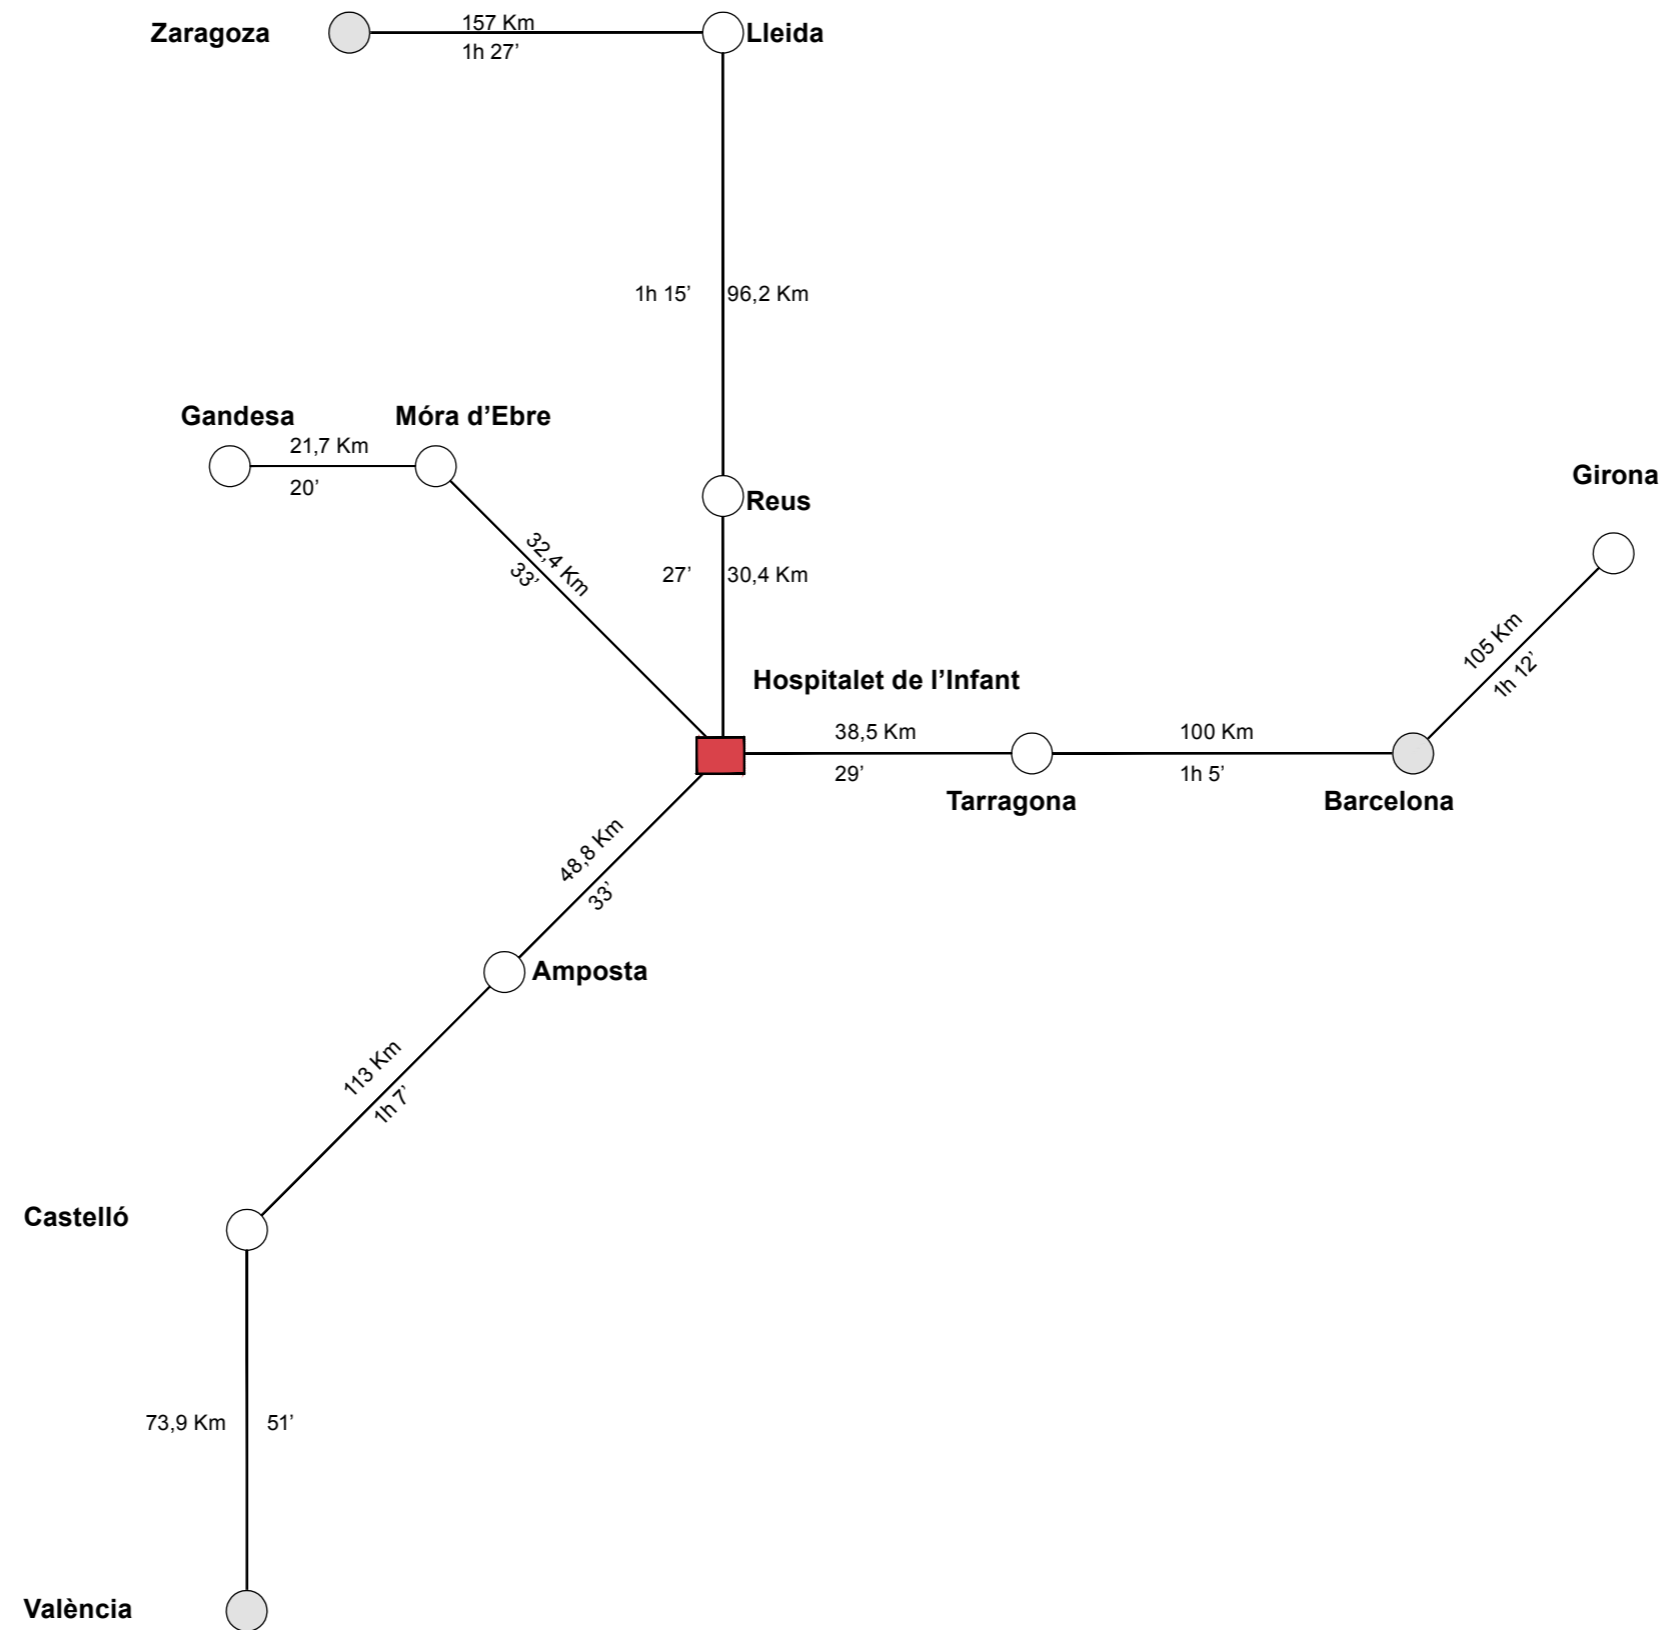 Zaragoza
157 Km
1h 27’
Lleida
1h 15’
96,2 Km
Gandesa
Móra d’Ebre
21,7 Km
20’
Reus
Girona
32,4 Km
33’
27’
30,4 Km
105 Km
1h 12’
Hospitalet de l’Infant
38,5 Km
29’
100 Km
1h 5’
Tarragona
Barcelona
48,8 Km
33’
Amposta
113 Km
1h 7’
Castelló
73,9 Km
51’
València